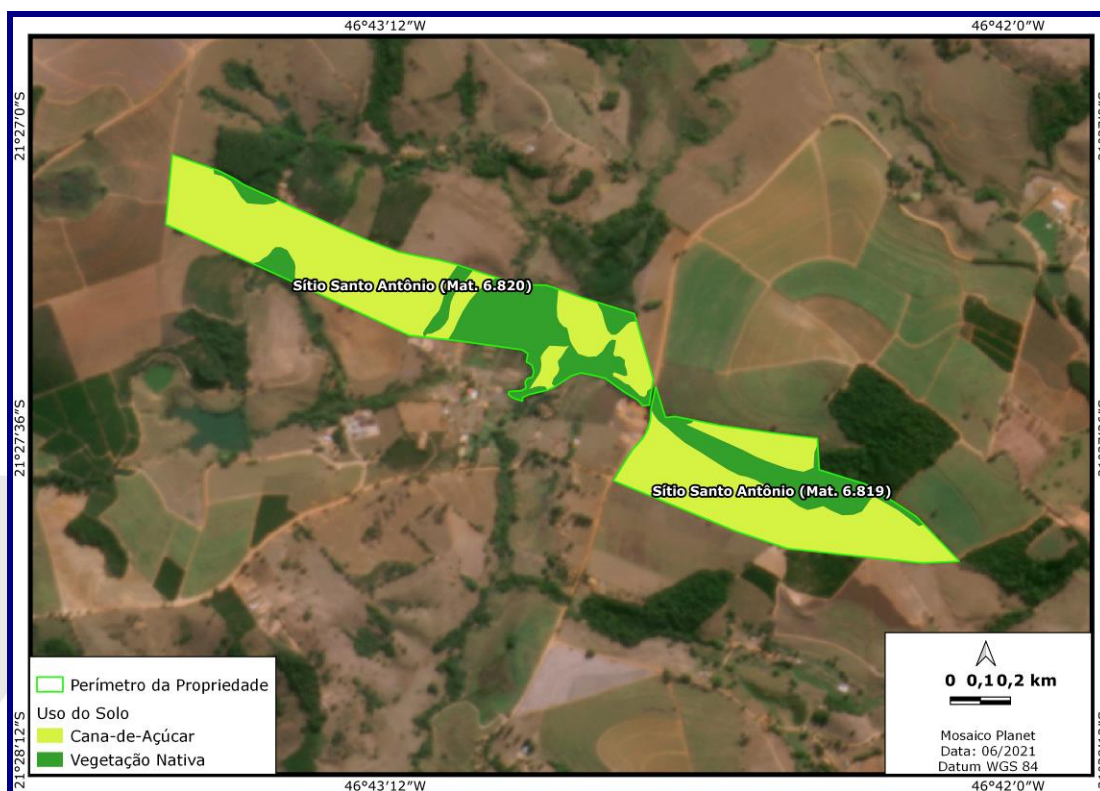 46°43'12"W
46°42'0"W
21°27'0"S
Sítio Santo Antônio (Mat. 6.820)
21°27'36"S
Sítio Santo Antônio (Mat. 6.819)
Perímetro da Propriedade
Uso do Solo
Cana-de-Açúcar
Vegetação Nativa
0 0,10,2 km
Mosaico Planet
Data: 06/2021
Datum WGS 84
21°28'12"S
46°43'12"W
46°42'0"W